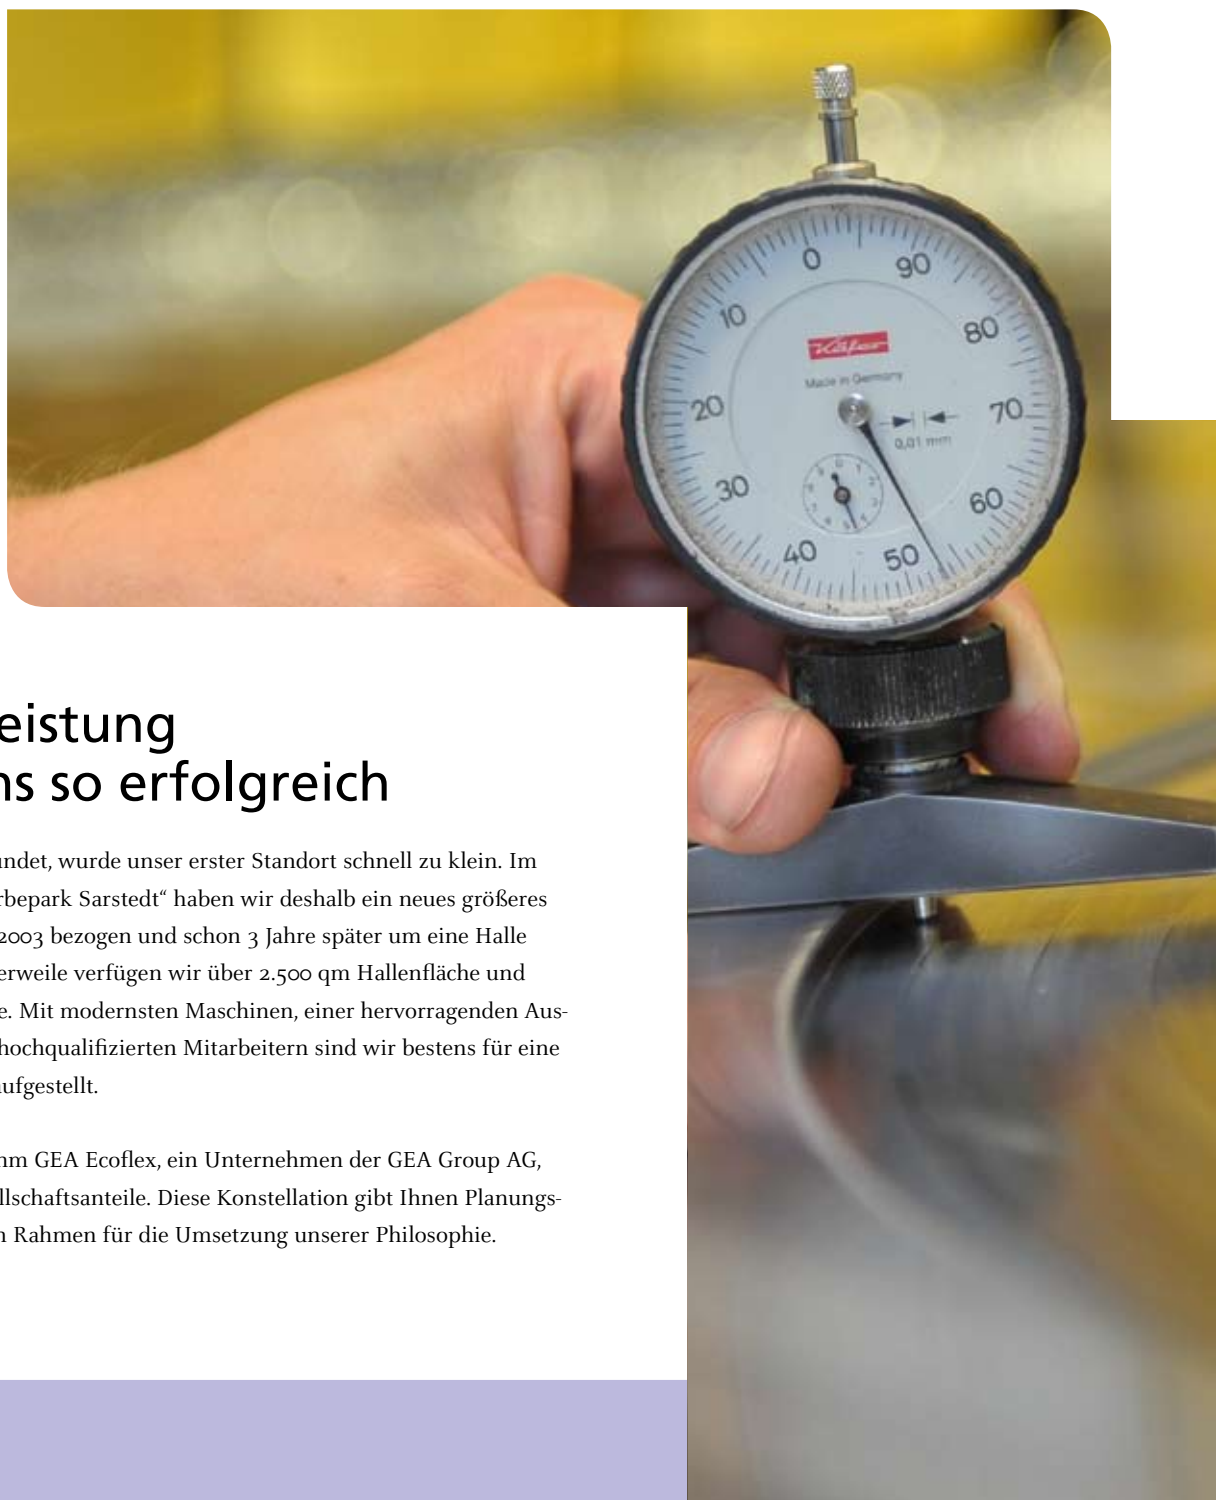 0
90
10
80
Käfer
Made in Germany
20
70
0,01 mm
30
60
40
50
eistung
ns so erfolgreich
ündet, wurde unser erster Standort schnell zu klein. Im
rbepark Sarstedt“ haben wir deshalb ein neues größeres
2003 bezogen und schon 3 Jahre später um eine Halle
erweile verfügen wir über 2.500 qm Hallenfläche und
e. Mit modernsten Maschinen, einer hervorragenden Aus-
hochqualifizierten Mitarbeitern sind wir bestens für eine
aufgestellt.
hm GEA Ecoflex, ein Unternehmen der GEA Group AG,
llschaftsanteile. Diese Konstellation gibt Ihnen Planungs-
n Rahmen für die Umsetzung unserer Philosophie.